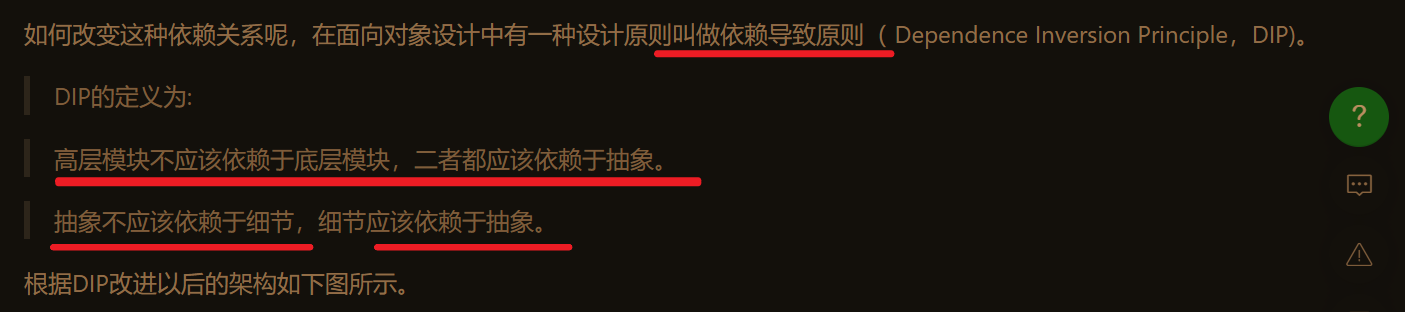 如何改变这种依赖关系呢，在面向对象设计中有一种设计原则叫做依赖导致原则（ Dependence Inversion Principle，DIP)。
DIP的定义为:
?
高层模块不应该依赖于底层模块，二者都应该依赖于抽象。
抽象不应该依赖于细节，细节应该依赖于抽象。
根据DIP改进以后的架构如下图所示。